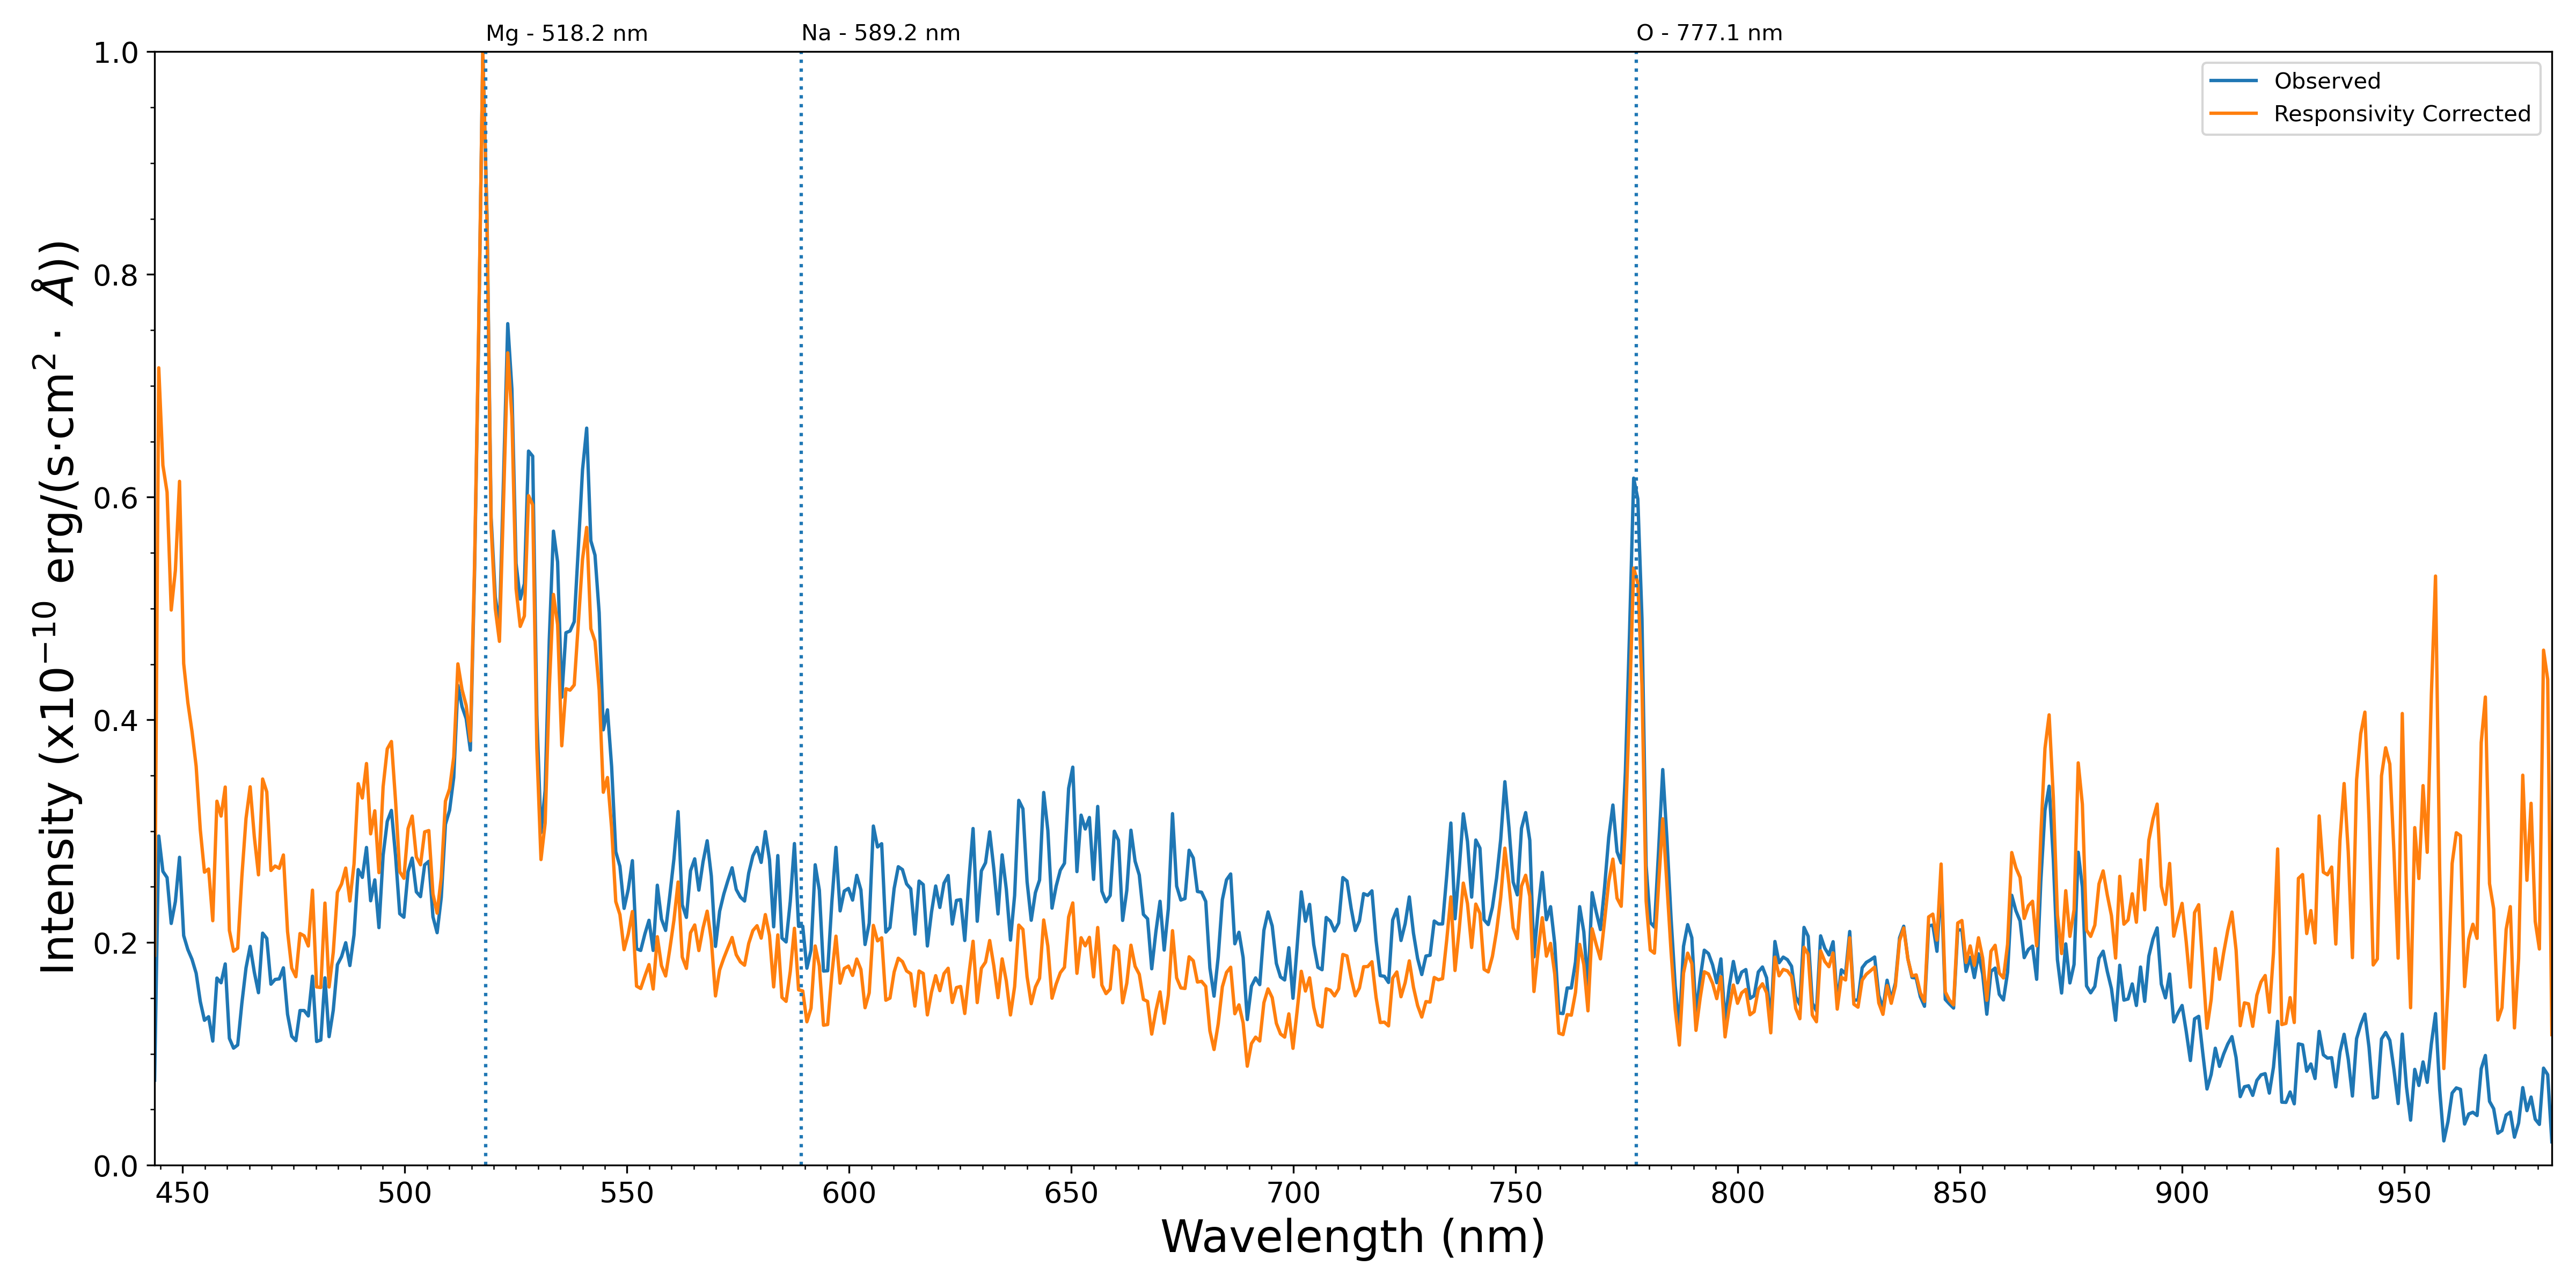 Mg - 518.2 nm
Na - 589.2 nm
O - 777.1 nm
Observed
Responsivity Corrected
Intensity (x10⁻¹⁰ erg/(s·cm² · Å))
1.0
0.8
0.6
0.4
0.2
0.0
450 500 550 600 650 700 750 800 850 900 950
Wavelength (nm)